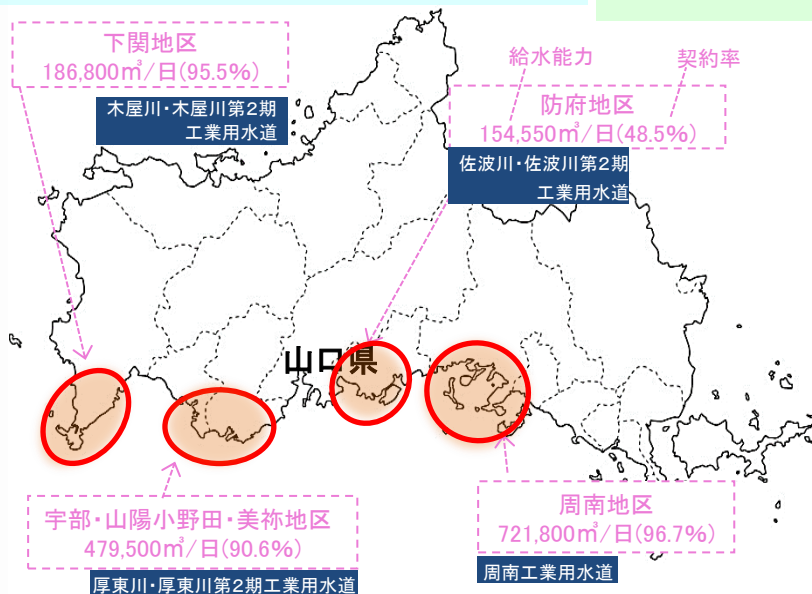 下関地区
186,800㎥/日(95.5%)
木屋川・木屋川第2期
工業用水道
給水能力
契約率
防府地区
154,550㎥/日(48.5%)
佐波川・佐波川第2期
工業用水道
山口県
宇部・山陽小野田・美祢地区
479,500㎥/日(90.6%)
厚東川・厚東川第2期工業用水道
周南地区
721,800㎥/日(96.7%)
周南工業用水道